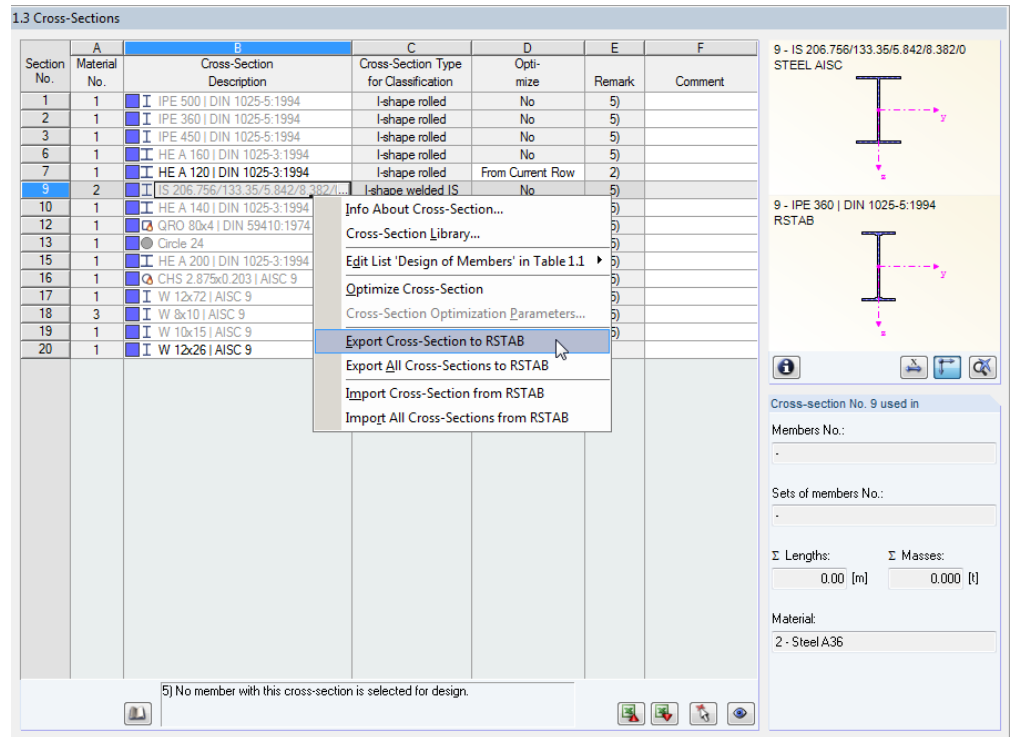 1.3 Cross-Sections
A B C D E F
Section Material Cross-Section Cross-Section Type Opti-
No. No. Description for Classification mize Remark Comment
1 1 IPE 500 | DIN 1025-5:1994 I-shape rolled No 5)
2 1 IPE 360 | DIN 1025-5:1994 I-shape rolled No 5)
3 1 IPE 450 | DIN 1025-5:1994 I-shape rolled No 5)
6 1 HE A 160 | DIN 1025-3:1994 I-shape rolled No 5)
7 1 HE A 120 | DIN 1025-3:1994 I-shape rolled From Current Row 2)
9 2 IS 206.756/133.35/5.842/8.382/(... I-shape welded IS No 5)
10 1 HE A 140 | DIN 1025-3:1994 5)
12 1 QRO 80x4 | DIN 59410:1974 5)
13 1 Circle 24 5)
15 1 HE A 200 | DIN 1025-3:1994 5)
16 1 CHS 2.875x0.203 | AISC 9 5)
17 1 W 12x72 | AISC 9 5)
18 3 W 8x10 | AISC 9 5)
19 1 W 10x15 | AISC 9 5)
20 1 W 12x26 | AISC 9
Info About Cross-Section...
Cross-Section Library...
Edit List 'Design of Members' in Table 1.1
Optimize Cross-Section
Cross-Section Optimization Parameters...
Export Cross-Section to RSTAB
Export All Cross-Sections to RSTAB
Import Cross-Section from RSTAB
Import All Cross-Sections from RSTAB
5) No member with this cross-section is selected for design.
9 - IS 206.756/133.35/5.842/8.382/0
STEEL AISC
y
z
9 - IPE 360 | DIN 1025-5:1994
RSTAB
y
z
x
Cross-section No. 9 used in
Members No.:
-
Sets of members No.:
-
Σ Lengths: Σ Masses:
0.00 [m] 0.000 [t]
Material:
2 - Steel A36